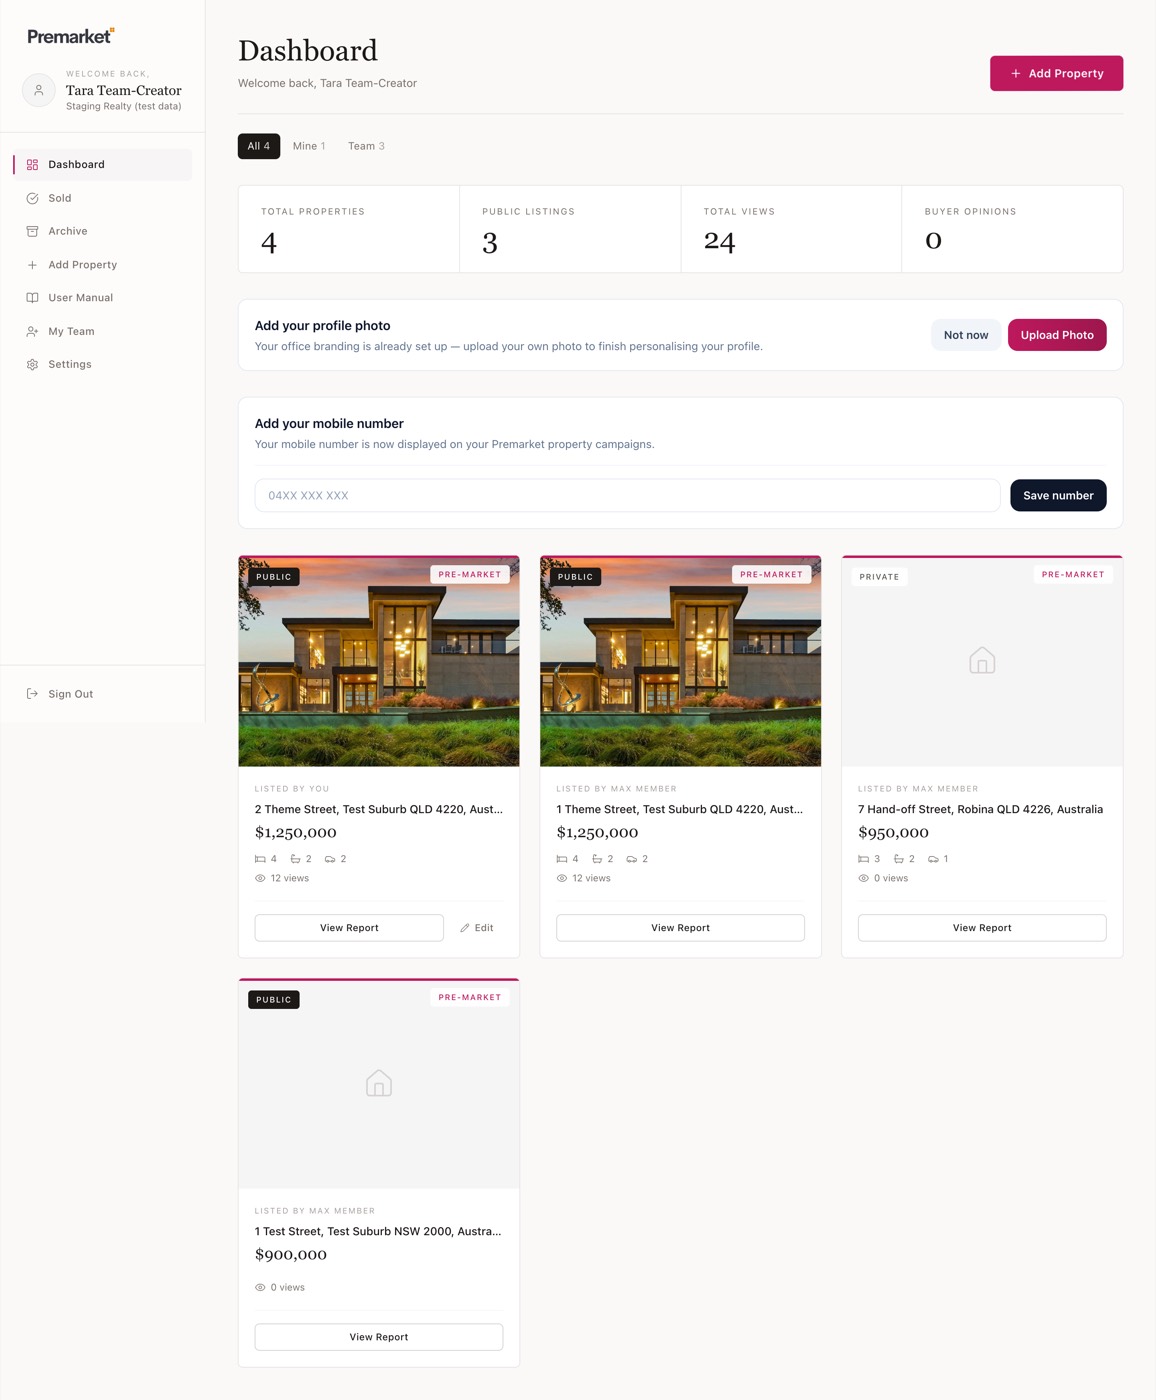 Premarket
WELCOME BACK,
Tara Team-Creator
Staging Realty (test data)
Dashboard
Sold
Archive
Add Property
User Manual
My Team
Settings
Sign Out
Dashboard
Welcome back, Tara Team-Creator
Add Property
All 4
Mine 1
Team 3
TOTAL PROPERTIES
4
PUBLIC LISTINGS
3
TOTAL VIEWS
24
BUYER OPINIONS
0
Add your profile photo
Your office branding is already set up — upload your own photo to finish personalising your profile.
Not now
Upload Photo
Add your mobile number
Your mobile number is now displayed on your Premarket property campaigns.
04XX XXX XXX
Save number
PUBLIC
PRE-MARKET
LISTED BY YOU
2 Theme Street, Test Suburb QLD 4220, Aust...
$1,250,000
4 2 2
12 views
View Report
Edit
PUBLIC
PRE-MARKET
LISTED BY MAX MEMBER
1 Theme Street, Test Suburb QLD 4220, Aust...
$1,250,000
4 2 2
12 views
View Report
PRIVATE
PRE-MARKET
LISTED BY MAX MEMBER
7 Hand-off Street, Robina QLD 4226, Australia
$950,000
3 2 1
0 views
View Report
PUBLIC
PRE-MARKET
LISTED BY MAX MEMBER
1 Test Street, Test Suburb NSW 2000, Austra...
$900,000
0 views
View Report